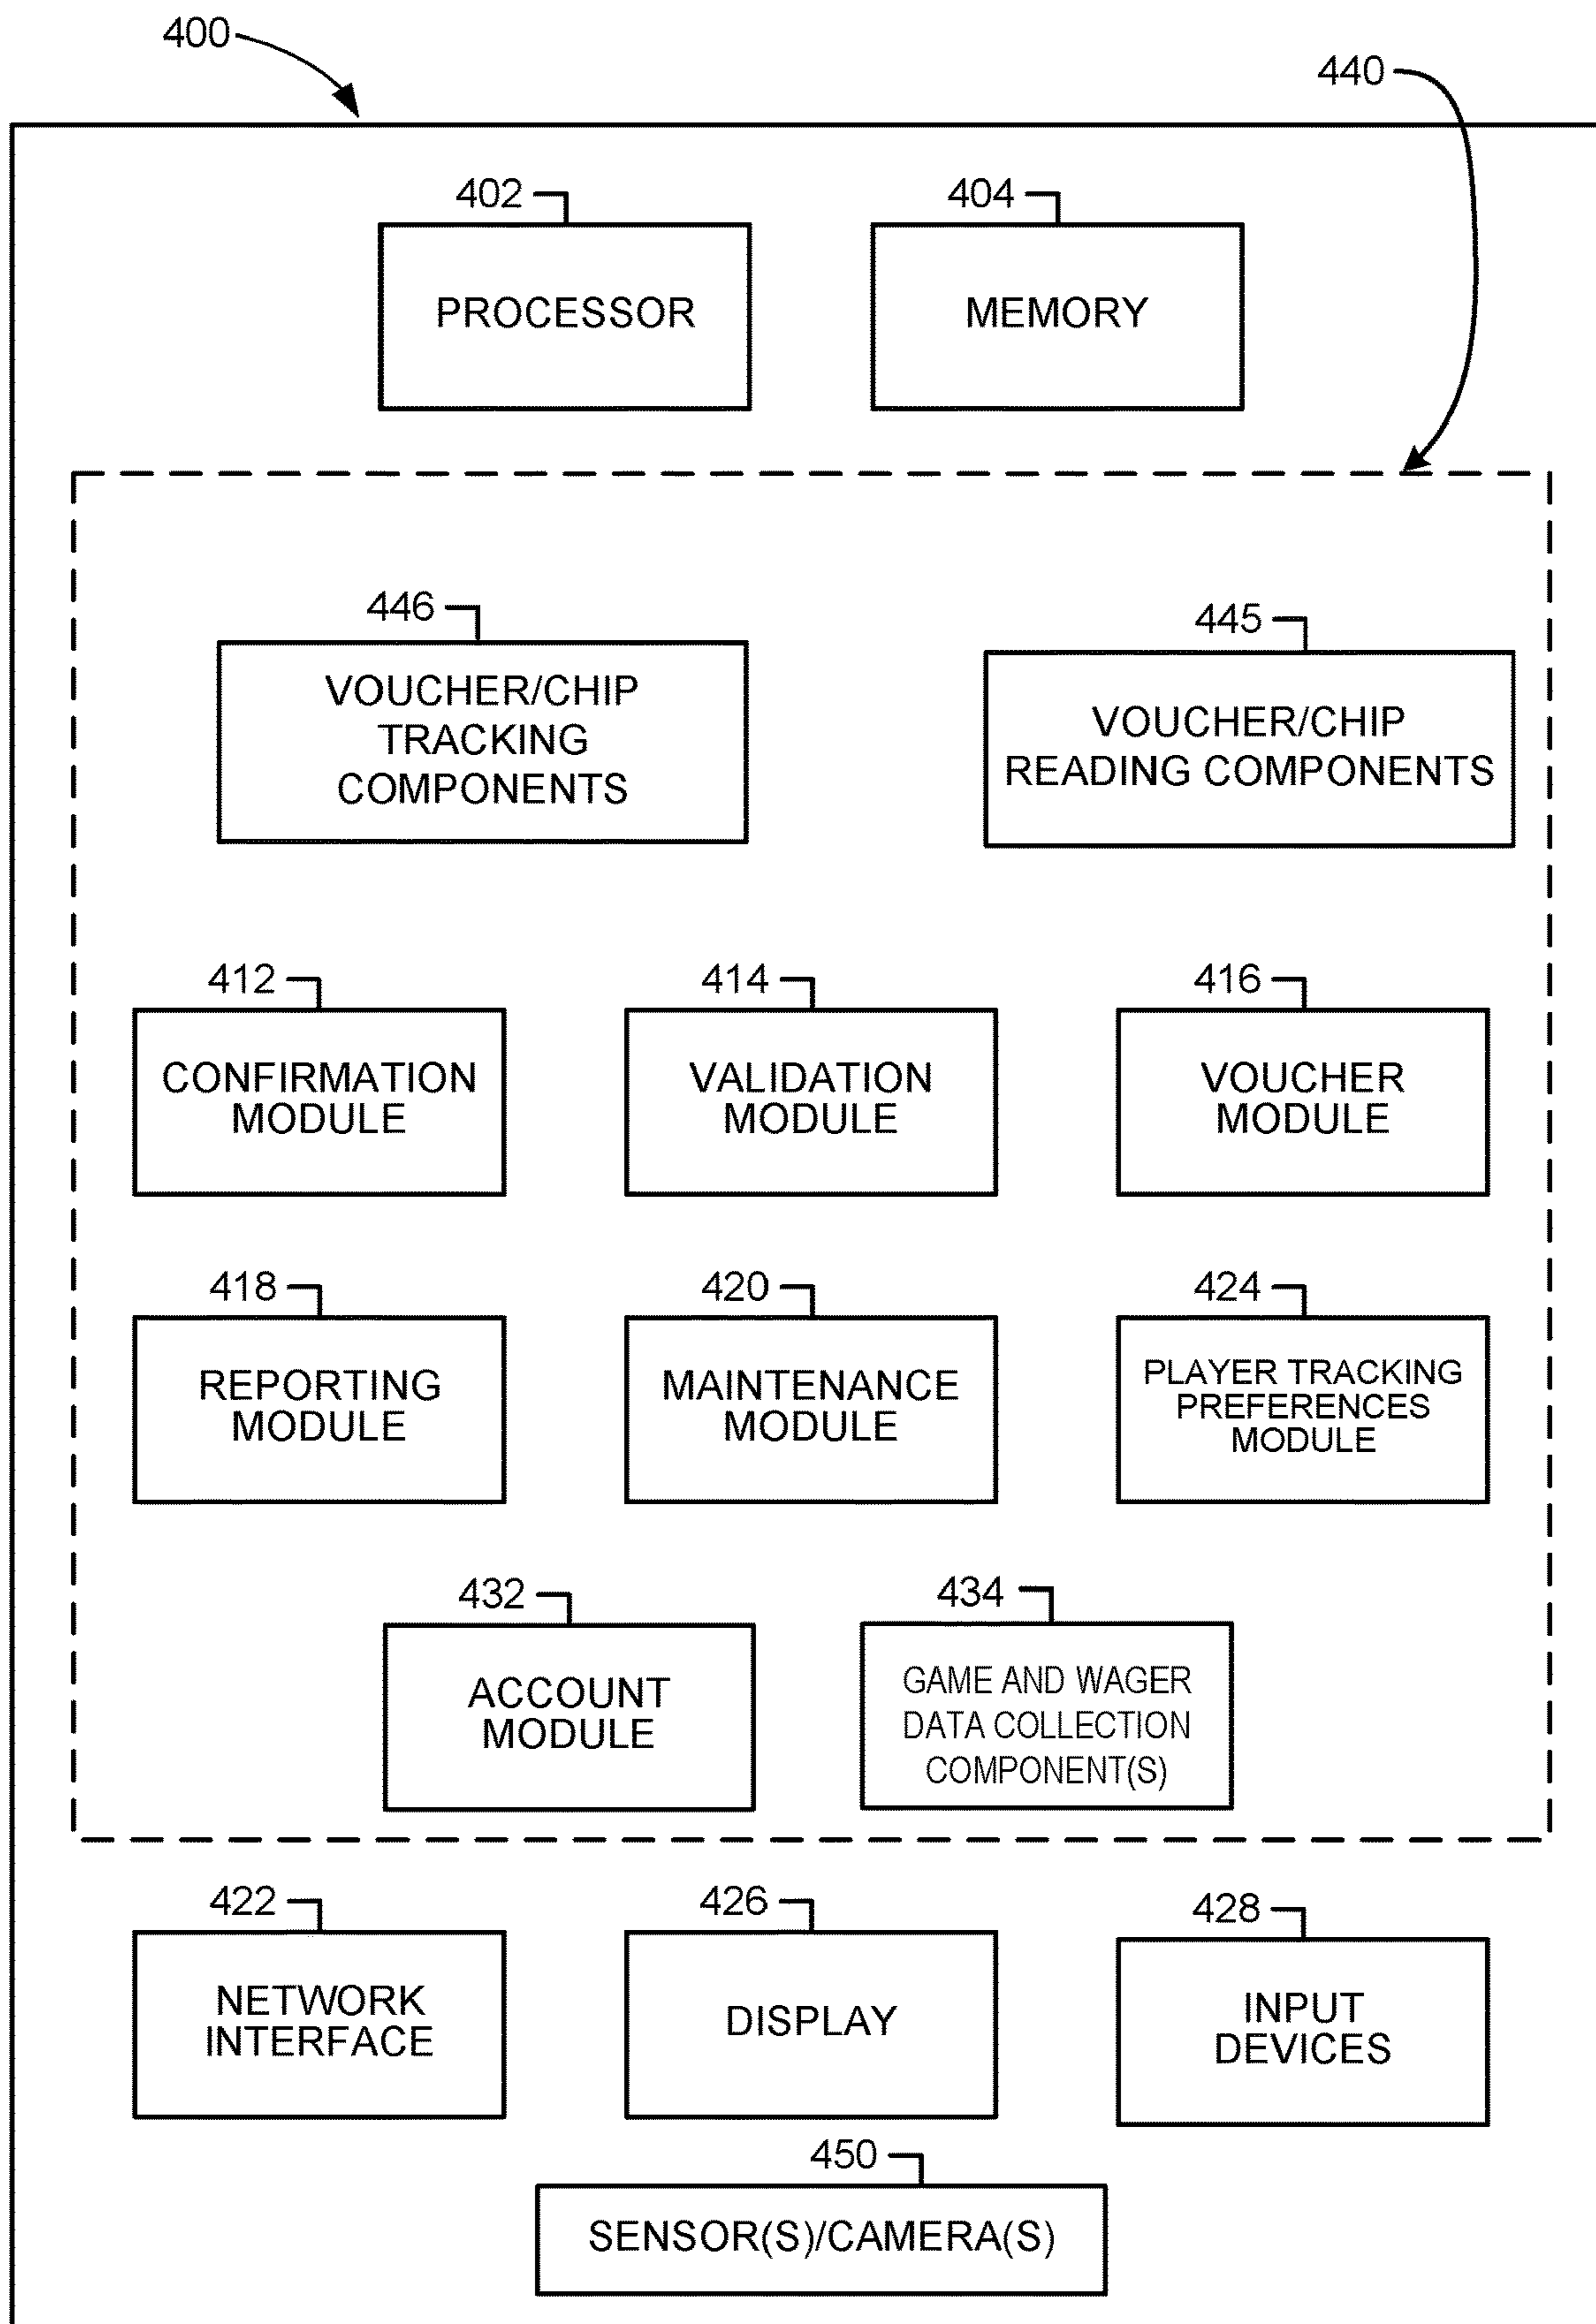 400
440
402
404
PROCESSOR
MEMORY
446
445
VOUCHER/CHIP
TRACKING
COMPONENTS
VOUCHER/CHIP
READING COMPONENTS
412
414
416
CONFIRMATION
MODULE
VALIDATION
MODULE
VOUCHER
MODULE
418
420
424
REPORTING
MODULE
MAINTENANCE
MODULE
PLAYER TRACKING
PREFERENCES
MODULE
432
434
ACCOUNT
MODULE
GAME AND WAGER
DATA COLLECTION
COMPONENT(S)
422
426
428
NETWORK
INTERFACE
DISPLAY
INPUT
DEVICES
450
SENSOR(S)/CAMERA(S)